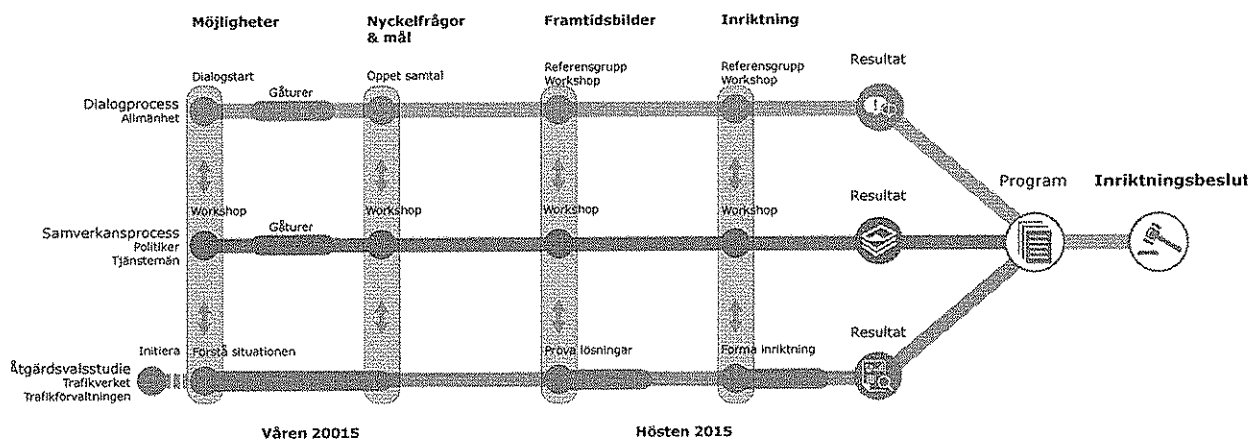 Möjligheter
Nyckelfrågor
& mål
Framtidsbilder
Inriktning
Dialogstart
Öppet samtal
Referensgrupp
Workshop
Referensgrupp
Workshop
Resultat
Gåturer
Dialogprocess
Allmänhet
Workshop
Workshop
Workshop
Workshop
Resultat
Program
Inriktningsbeslut
Gåturer
Samverkansprocess
Politiker
Tjänstemän
Initiera
Förstå situationen
Pröva lösningar
Forma inriktning
Resultat
Åtgärdsvalsstudie
Trafikverket
Trafikförvaltningen
Våren 20015
Hösten 2015